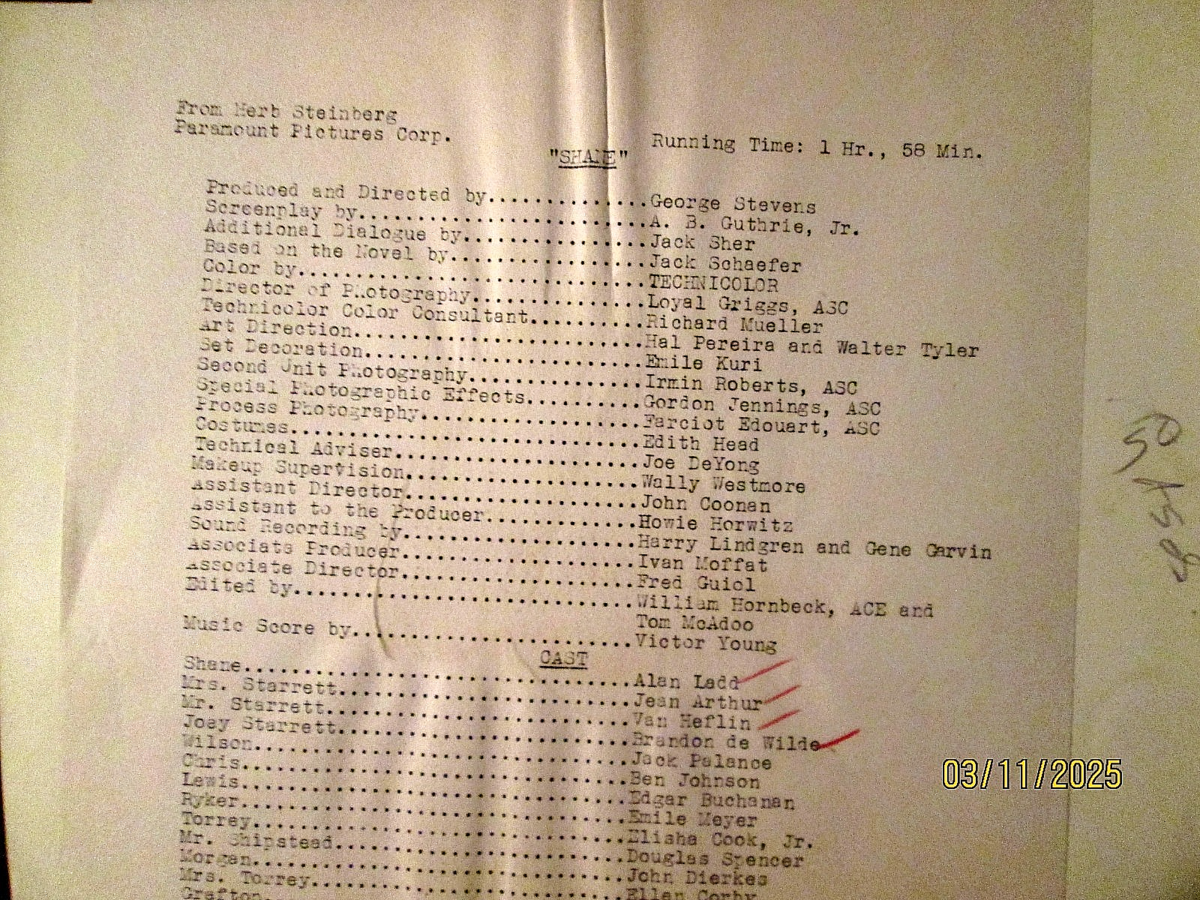 From Herb Steinberg
Paramount Pictures Corp.
Running Time: 1 Hr., 58 Min.
"SHANE"
Produced and Directed by..............George Stevens
Screenplay by.........................A. B. Guthrie, Jr.
Additional Dialogue by................Jack Sher
Based on the Novel by.................Jack Schaefer
Color by..............................TECHNICOLOR
Director of Photography...............Loyal Griggs, ASC
Technicolor Color Consultant..........Richard Mueller
Art Direction.........................Hal Pereira and Walter Tyler
Set Decoration........................Emile Kuri
Second Unit Photography...............Irmin Roberts, ASC
Special Photographic Effects..........Gordon Jennings, ASC
Process Photography...................Farciot Edouart, ASC
Costumes..............................Edith Head
Technical Adviser.....................Joe DeYong
Makeup Supervision....................Wally Westmore
Assistant Director....................John Coonan
Assistant to the Producer.............Howie Horwitz
Sound Recording by....................Harry Lindgren and Gene Garvin
Associate Producer....................Ivan Moffat
Associate Director....................Fred Guiol
Edited by.............................William Hornbeck, ACE and
Tom McAdoo
Music Score by........................Victor Young
CAST
Shane.................................Alan Ladd
Mrs. Starrett.........................Jean Arthur
Mr. Starrett..........................Van Heflin
Joey Starrett.........................Brandon de Wilde
Wilson................................Jack Palance
Chris.................................Ben Johnson
Lewis.................................Edgar Buchanan
Ryker.................................Emile Meyer
Torrey................................Elisha Cook, Jr.
Mr. Shipstead.........................Douglas Spencer
Morgan................................John Dierkes
Mrs. Torrey...........................Ellen Corby
Grafton
03/11/2025